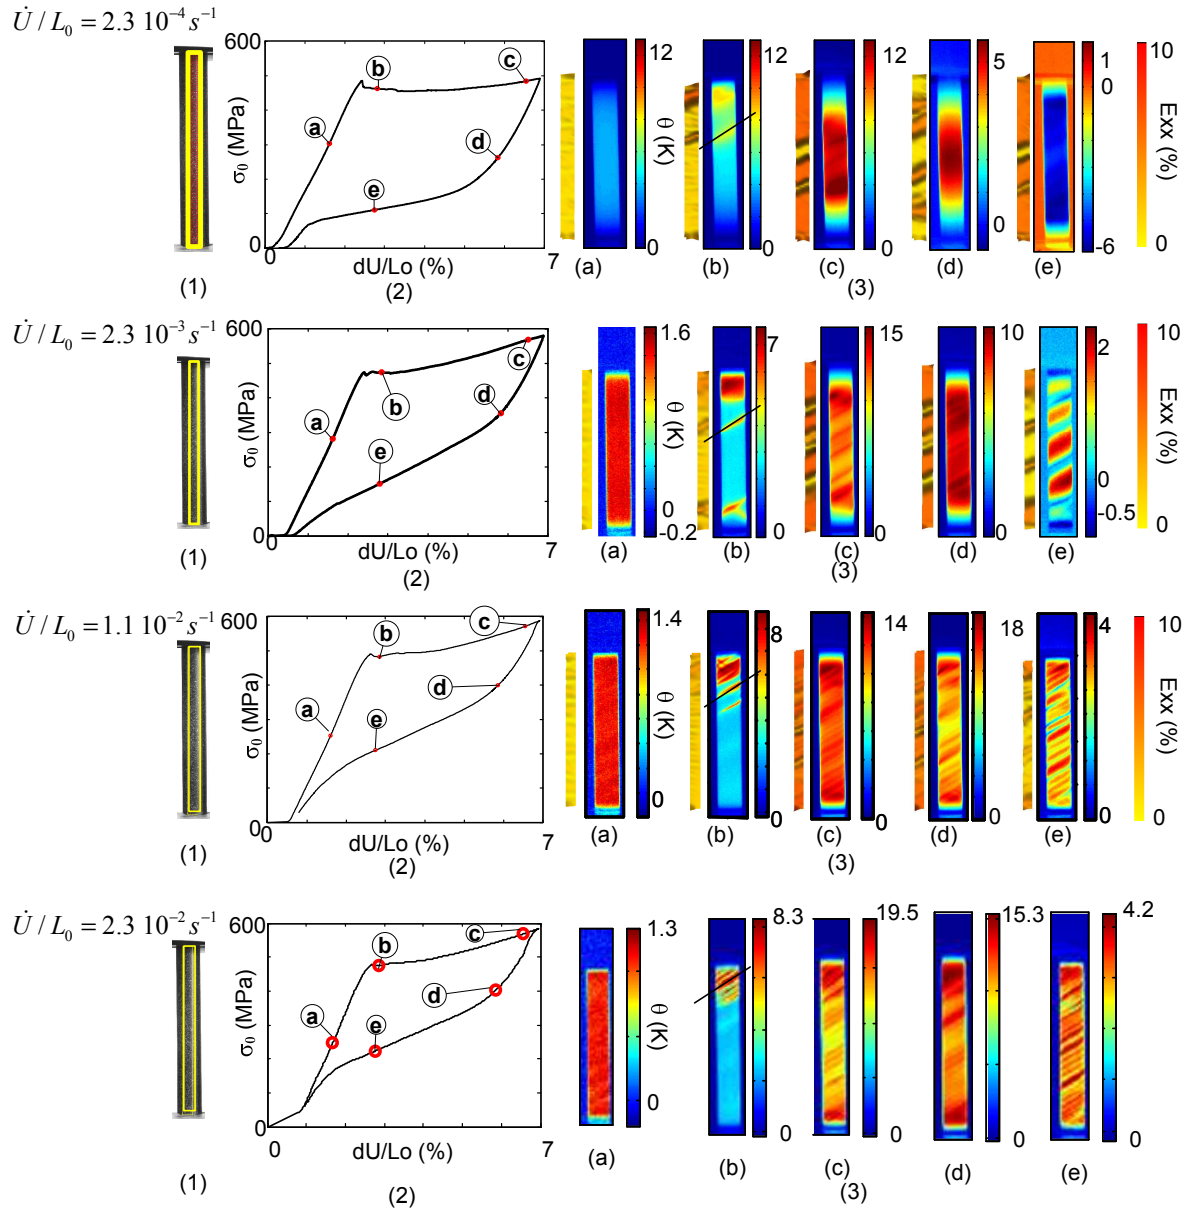 U̇ / L₀ = 2.3 10⁻⁴ s⁻¹
600
σ₀ (MPa)
0
a
b
c
d
e
0
7
dU/Lo (%)
(1)
(2)
12
0
θ (K)
12
0
12
0
5
0
1
0
-6
10
0
Exx (%)
(a)
(b)
(c)
(d)
(e)
(3)
U̇ / L₀ = 2.3 10⁻³ s⁻¹
600
σ₀ (MPa)
0
a
b
c
d
e
0
7
dU/Lo (%)
(1)
(2)
1.6
0
-0.2
θ (K)
7
0
15
0
10
0
2
0
-0.5
10
0
Exx (%)
(a)
(b)
(c)
(d)
(e)
(3)
U̇ / L₀ = 1.1 10⁻² s⁻¹
600
σ₀ (MPa)
0
a
b
c
d
e
0
7
dU/Lo (%)
(1)
(2)
1.4
0
θ (K)
8
0
14
0
18
0
4
0
10
0
Exx (%)
(a)
(b)
(c)
(d)
(e)
(3)
U̇ / L₀ = 2.3 10⁻² s⁻¹
600
σ₀ (MPa)
0
a
b
c
d
e
0
7
dU/Lo (%)
(1)
(2)
1.3
0
θ (K)
8.3
0
19.5
0
15.3
0
4.2
0
(a)
(b)
(c)
(d)
(e)
(3)